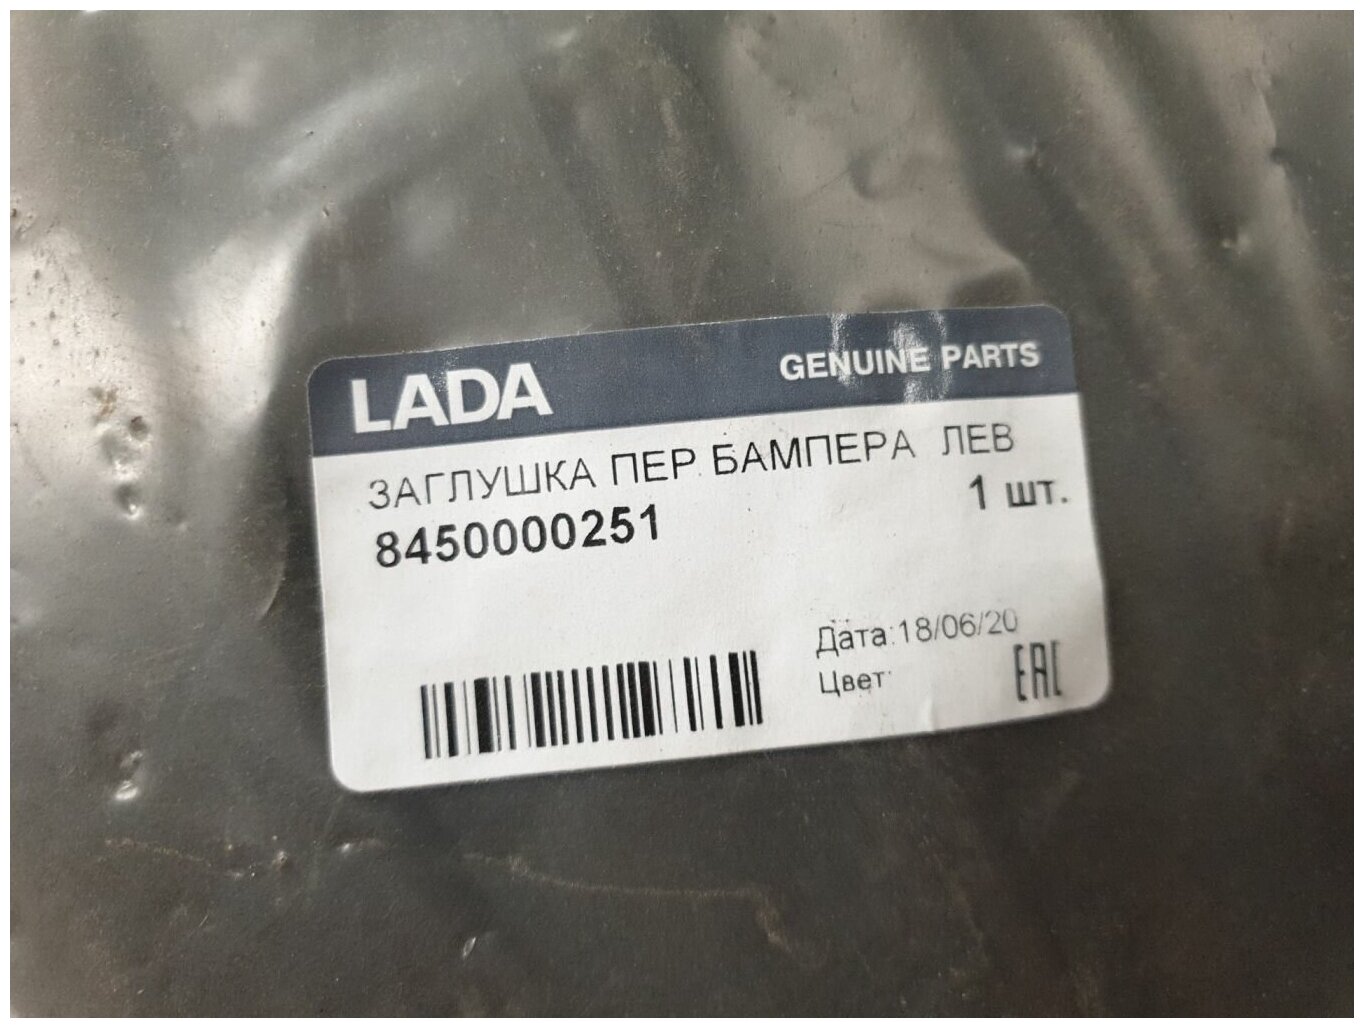 LADA GENUINE PARTS
ЗАГЛУШКА ПЕР.БАМПЕРА ЛЕВ
8450000251 1 шт.
Дата:18/06/20
Цвет:
EAC